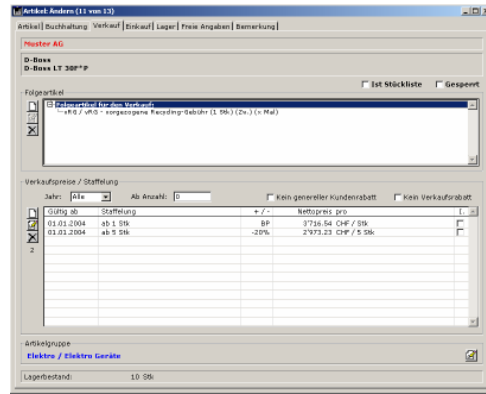 Artikel: Ändern (11 von 13)
Artikel Buchhaltung Verkauf Einkauf Lager Freie Angaben Bemerkung
Muster AG
D-Boss
D-Boss LT 30F*P
Ist Stückliste Gesperrt
Folgeartikel
Folgeartikel für den Verkauf:
vRG / vRG - vorgezogene Recycling-Gebühr (1 Stk) (Zw.) (x Mal)
Verkaufspreise / Staffelung
Jahr: Alle Ab Anzahl: 0 Kein genereller Kundenrabatt Kein Verkaufsrabatt
Gültig ab Staffelung + / - Nettopreis pro I.
01.01.2004 ab 1 Stk BP 3'716.54 CHF / Stk
01.01.2004 ab 5 Stk -20% 2'973.23 CHF / 5 Stk
2
Artikelgruppe
Elektro / Elektro Geräte
Lagerbestand: 10 Stk